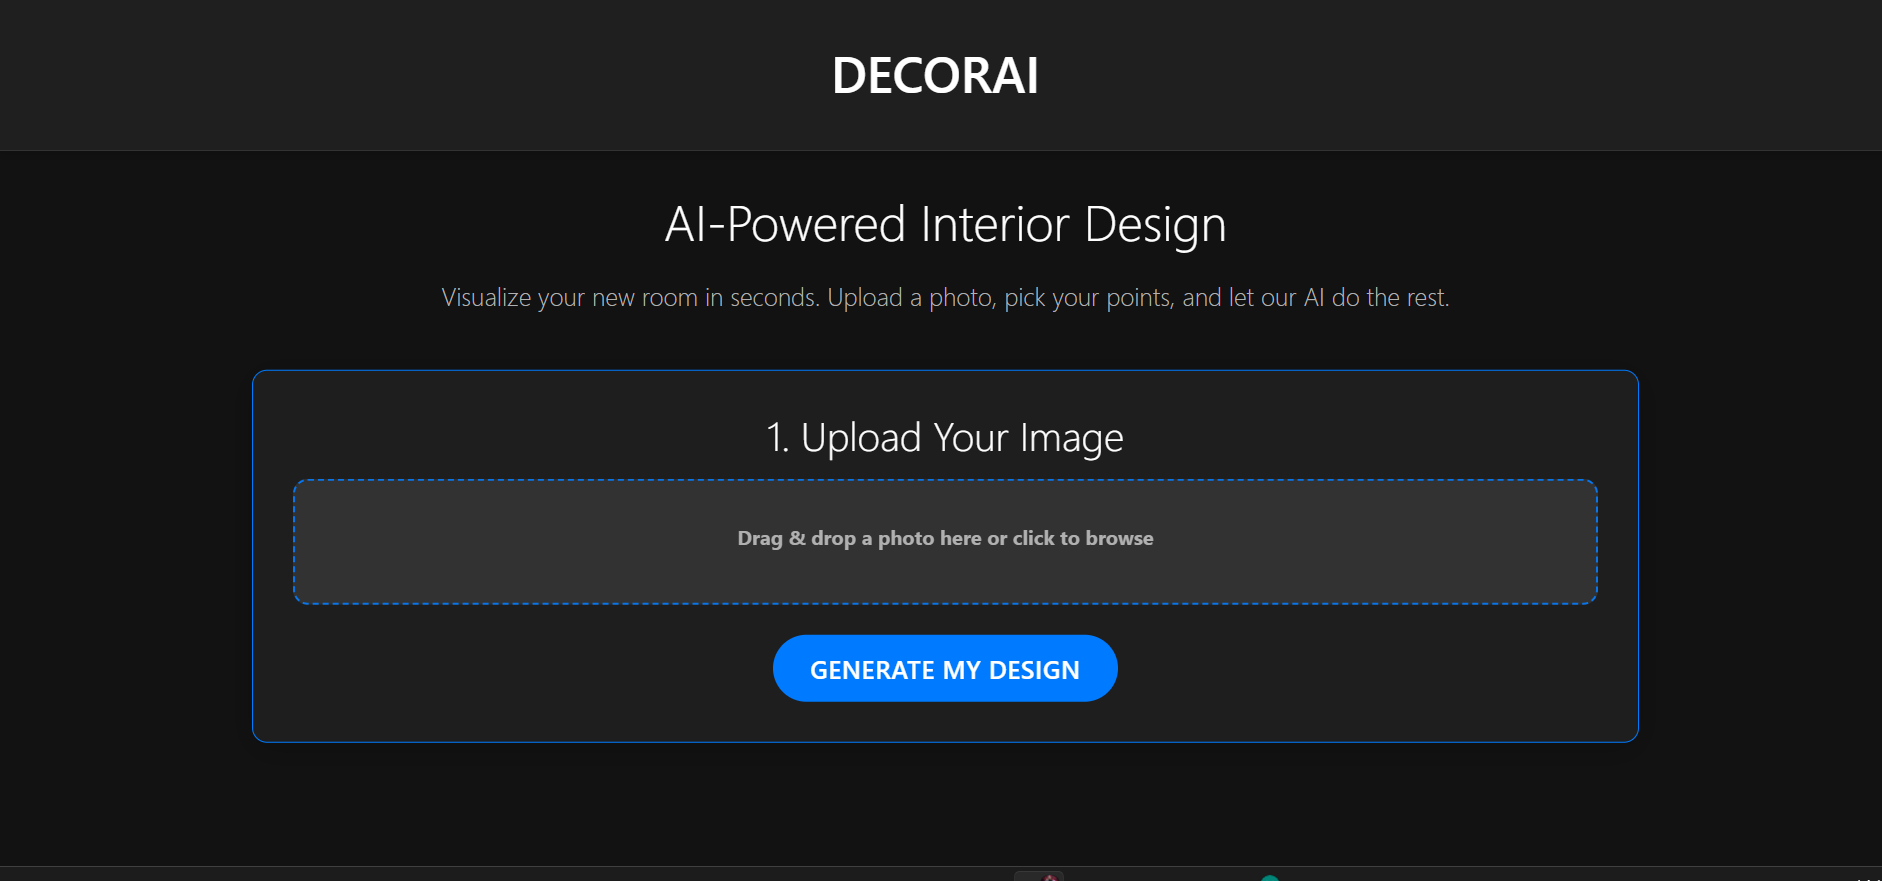 DECORAI
AI-Powered Interior Design
Visualize your new room in seconds. Upload a photo, pick your points, and let our AI do the rest.
1. Upload Your Image
Drag & drop a photo here or click to browse
GENERATE MY DESIGN